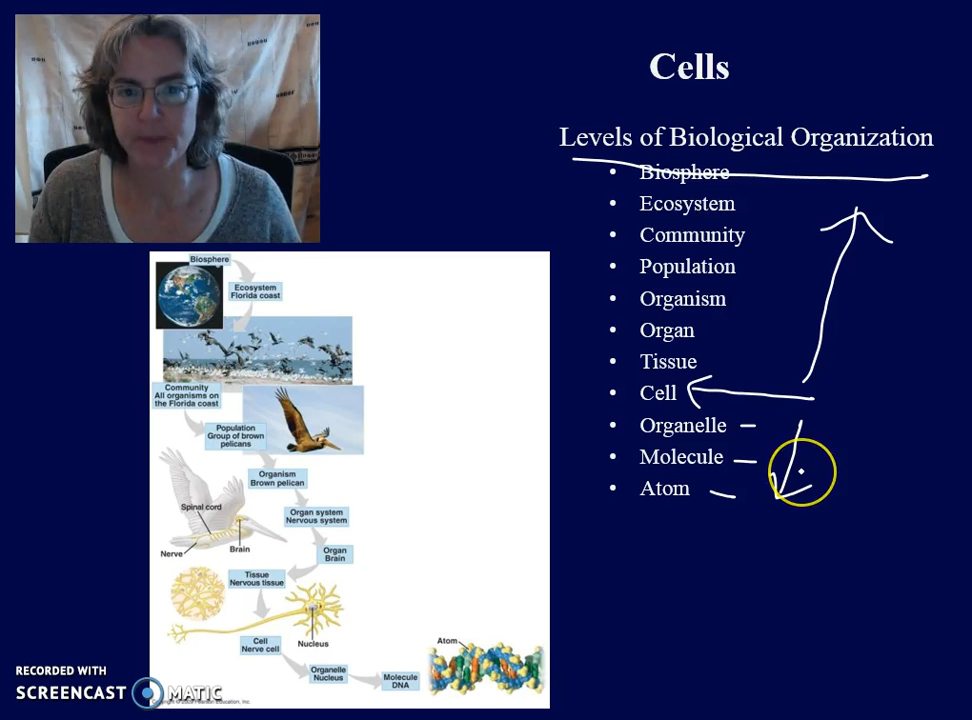 Cells
Levels of Biological Organization
• Biosphere
• Ecosystem
• Community
• Population
• Organism
• Organ
• Tissue
• Cell
• Organelle
• Molecule
• Atom
Biosphere
Ecosystem
Florida coast
Community
All organisms on
the Florida coast
Population
Group of brown
pelicans
Organism
Brown pelican
Spinal cord
Organ system
Nervous system
Nerve
Brain
Organ
Brain
Tissue
Nervous tissue
Nucleus
Cell
Nerve cell
Atom
Organelle
Nucleus
Molecule
DNA
RECORDED WITH
SCREENCAST MATIC
Pearson Education, Inc.